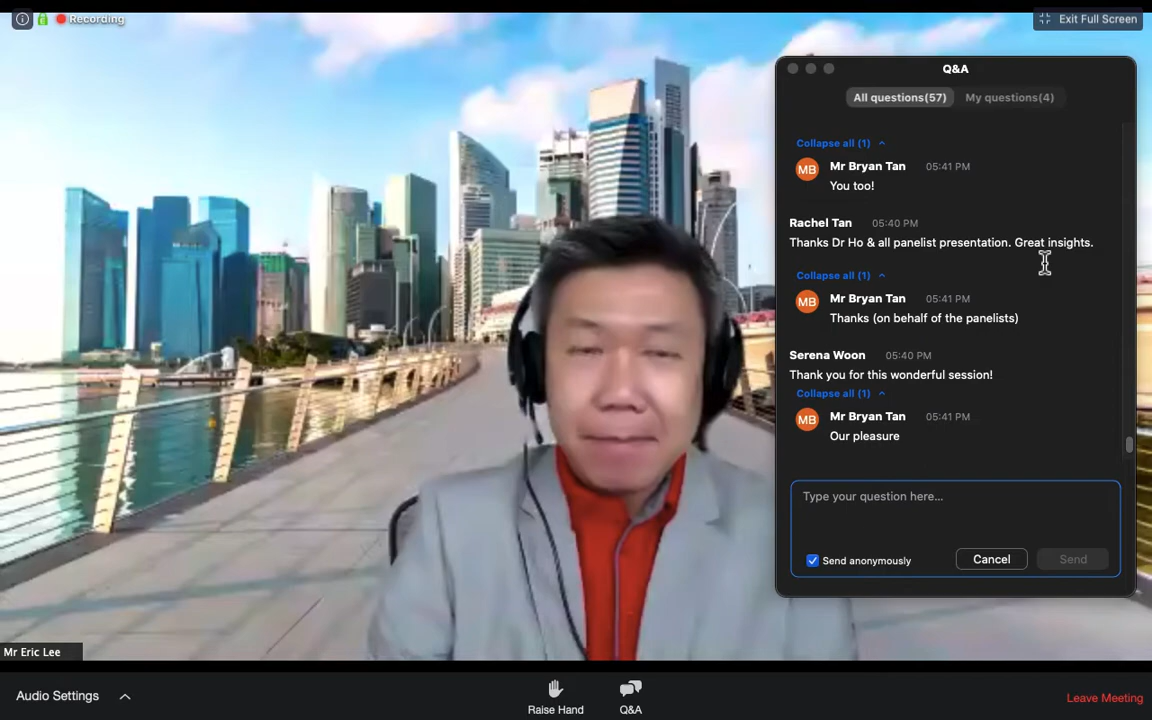 Recording
Exit Full Screen
Q&A
All questions(57)
My questions(4)
Collapse all (1)
MB
Mr Bryan Tan
05:41 PM
You too!
Rachel Tan
05:40 PM
Thanks Dr Ho & all panelist presentation. Great insights.
Collapse all (1)
MB
Mr Bryan Tan
05:41 PM
Thanks (on behalf of the panelists)
Serena Woon
05:40 PM
Thank you for this wonderful session!
Collapse all (1)
MB
Mr Bryan Tan
05:41 PM
Our pleasure
Type your question here...
Send anonymously
Cancel
Send
Mr Eric Lee
Audio Settings
Raise Hand
Q&A
Leave Meeting